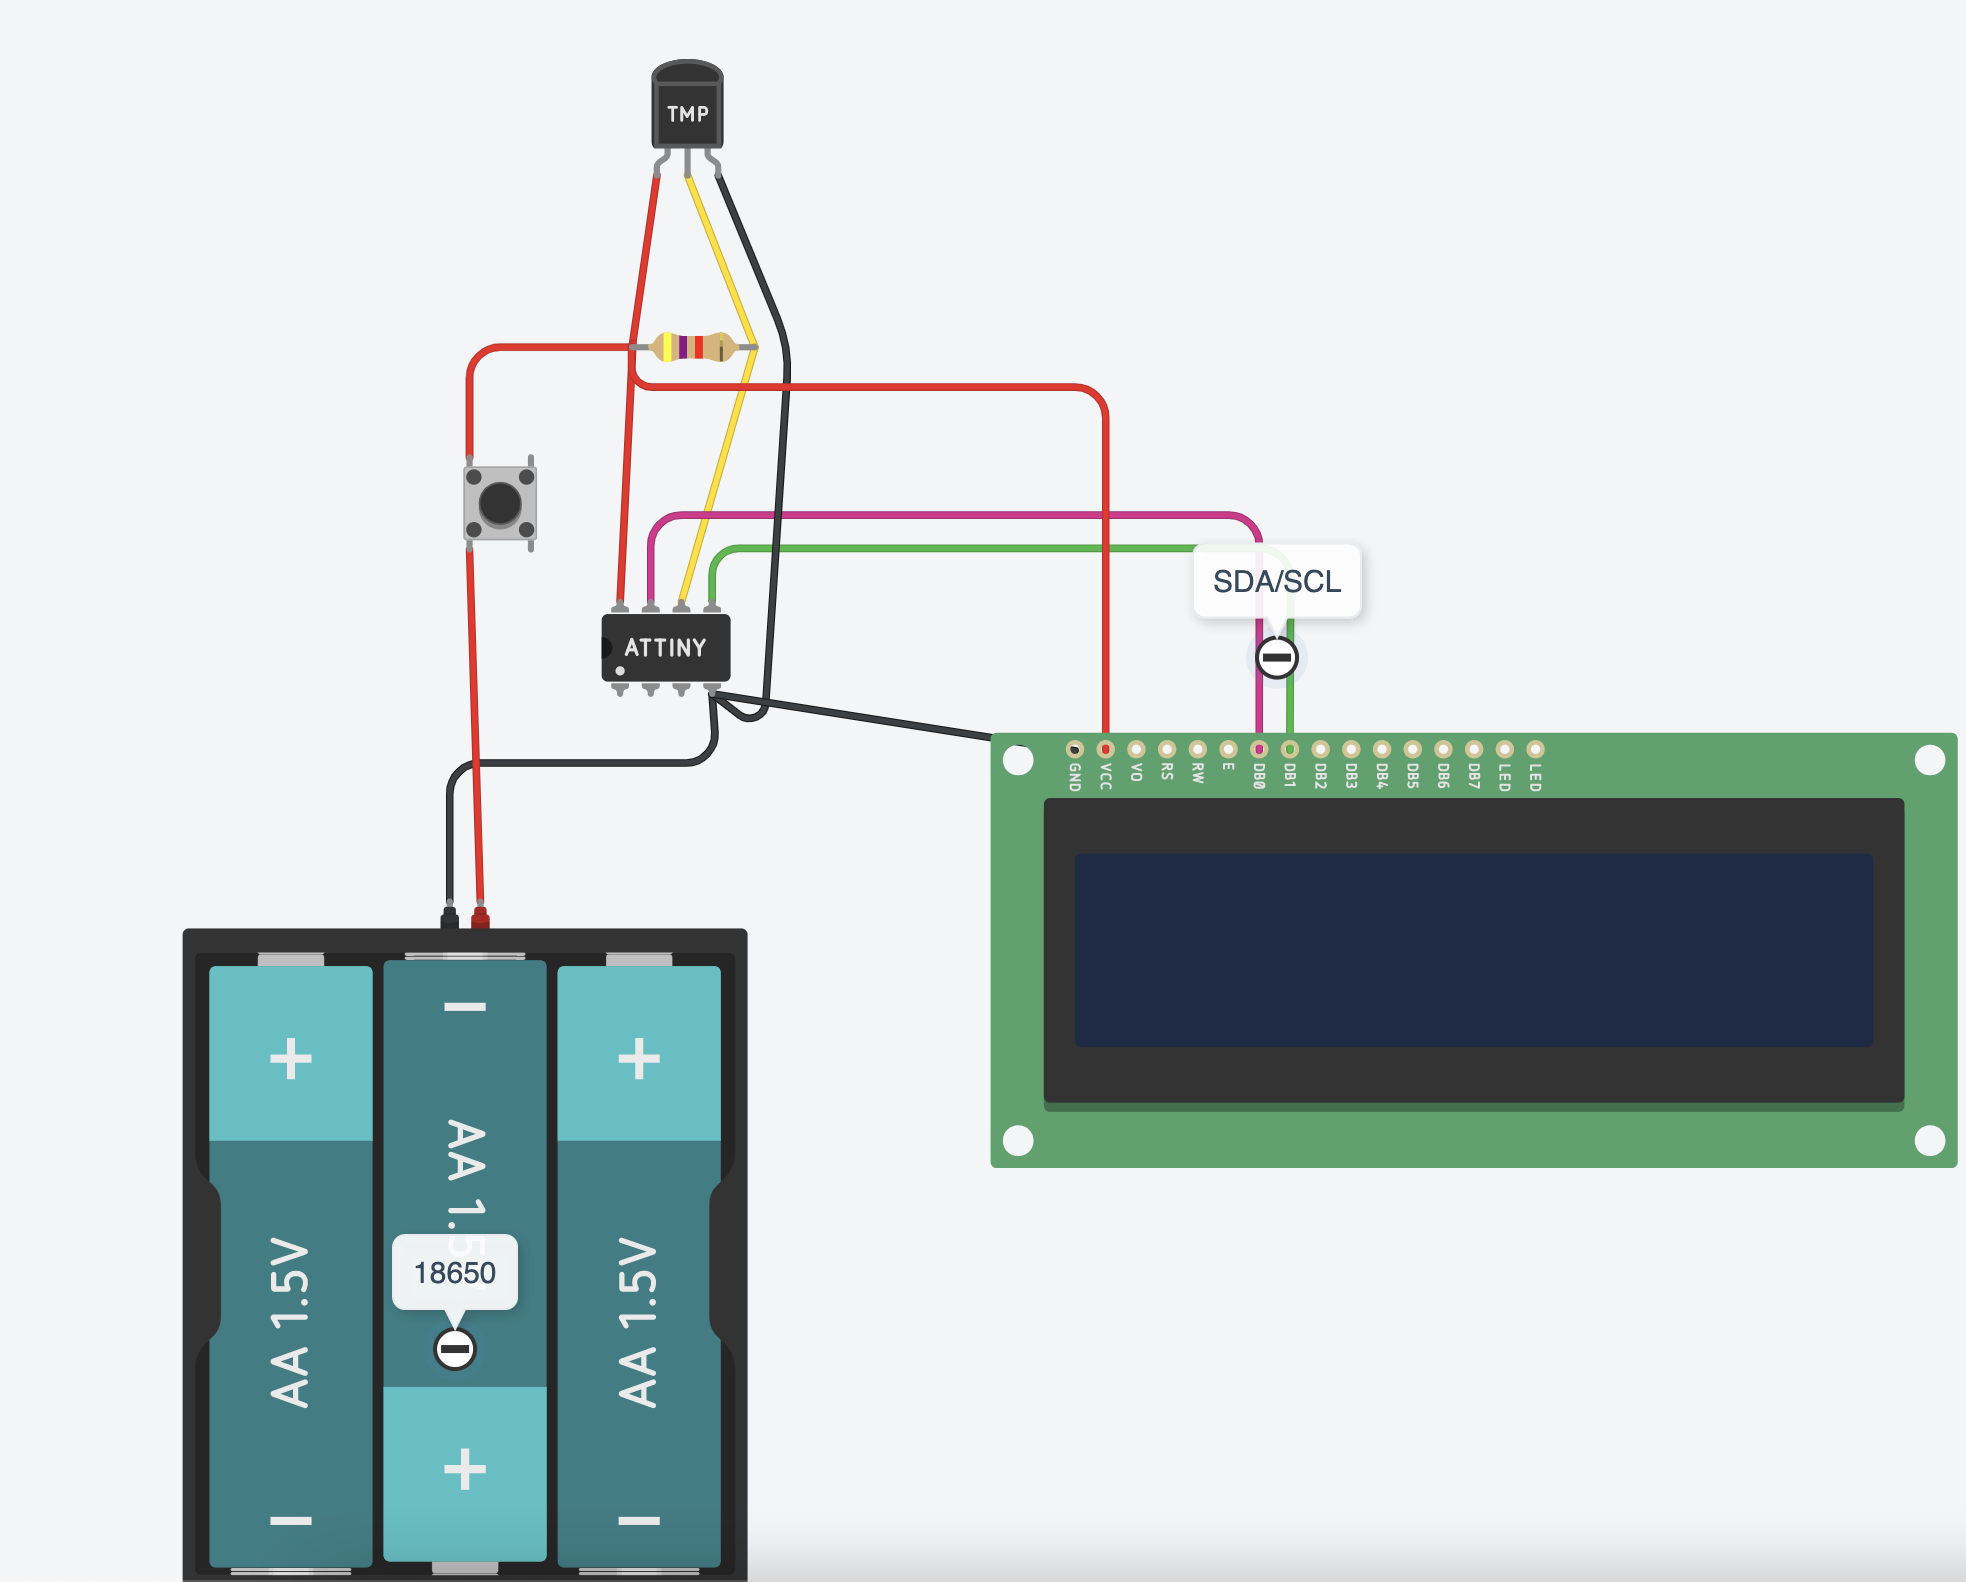 TMP
ATTINY
SDA/SCL
GND
VCC
VO
RS
RW
E
DB0
DB1
DB2
DB3
DB4
DB5
DB6
DB7
LED
LED
+
AA 1.5V
AA 1.5
+
AA 1.5V
+
18650